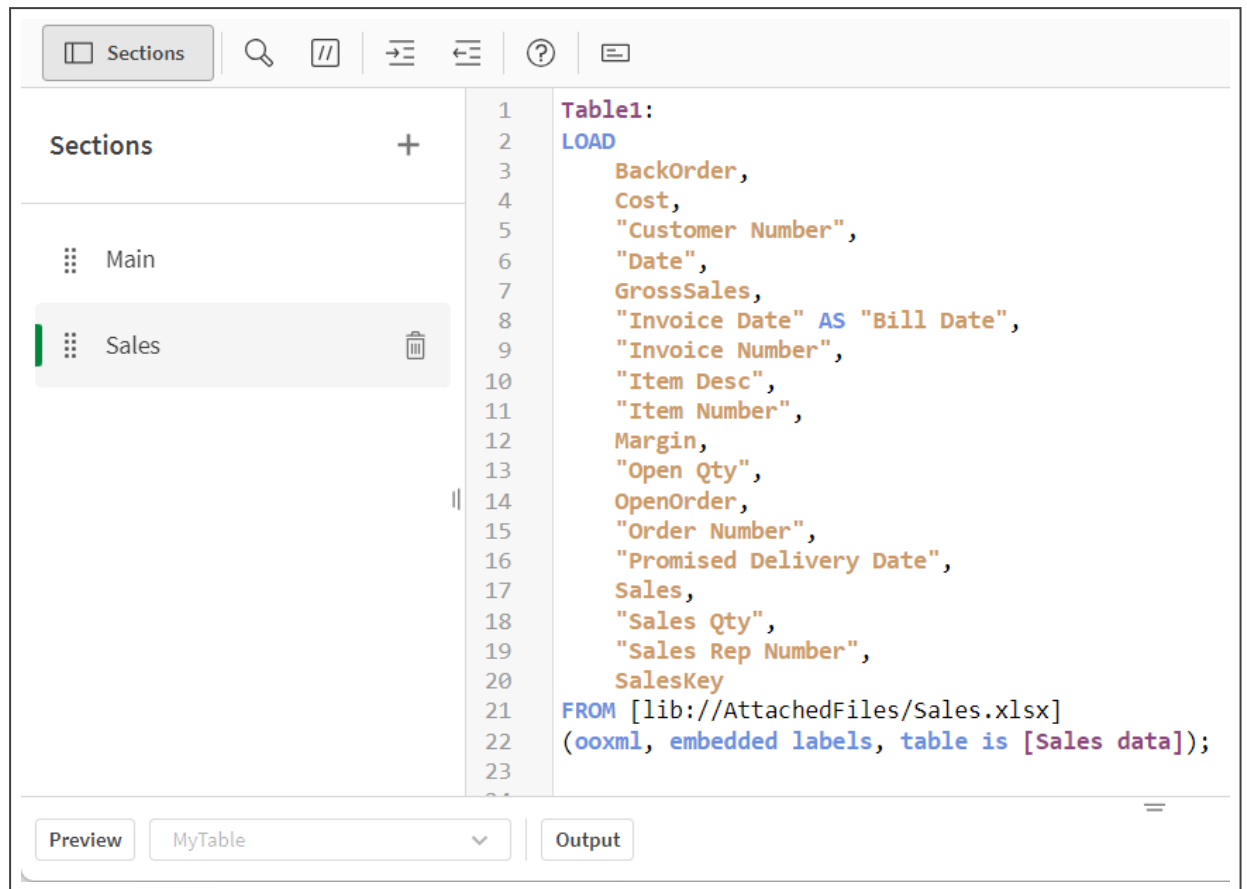 Sections
Sections
Main
Sales
1 Table1:
2 LOAD
3 BackOrder,
4 Cost,
5 "Customer Number",
6 "Date",
7 GrossSales,
8 "Invoice Date" AS "Bill Date",
9 "Invoice Number",
10 "Item Desc",
11 "Item Number",
12 Margin,
13 "Open Qty",
14 OpenOrder,
15 "Order Number",
16 "Promised Delivery Date",
17 Sales,
18 "Sales Qty",
19 "Sales Rep Number",
20 SalesKey
21 FROM [lib://AttachedFiles/Sales.xlsx]
22 (ooxml, embedded labels, table is [Sales data]);
23
Preview MyTable Output